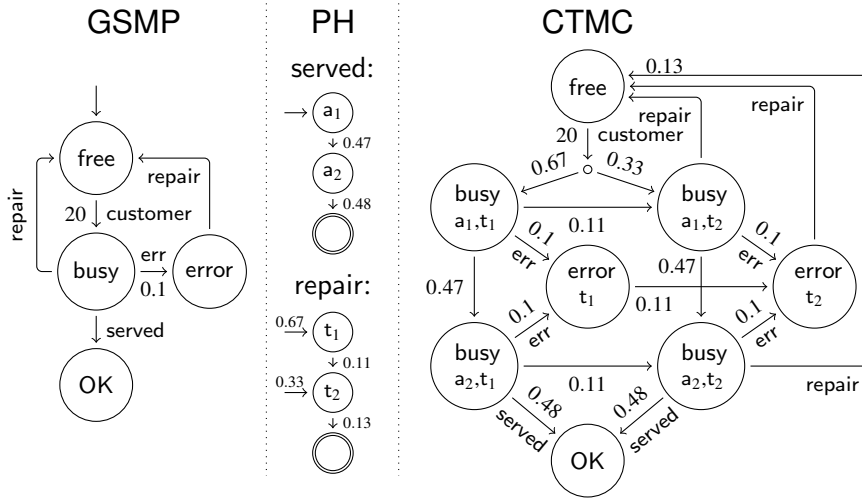 GSMP
free
20 customer
repair
repair
busy
err
0.1
error
served
OK
PH
served:
a1
0.47
a2
0.48
repair:
0.67
t1
0.11
0.33
t2
0.13
CTMC
free
0.13
repair
repair
20 customer
0.67
0.33
busy
a1,t1
0.11
busy
a1,t2
0.1
err
0.1
err
0.47
error
t1
0.47
0.11
error
t2
0.1
err
0.1
err
busy
a2,t1
0.11
busy
a2,t2
repair
0.48
served
0.48
served
OK